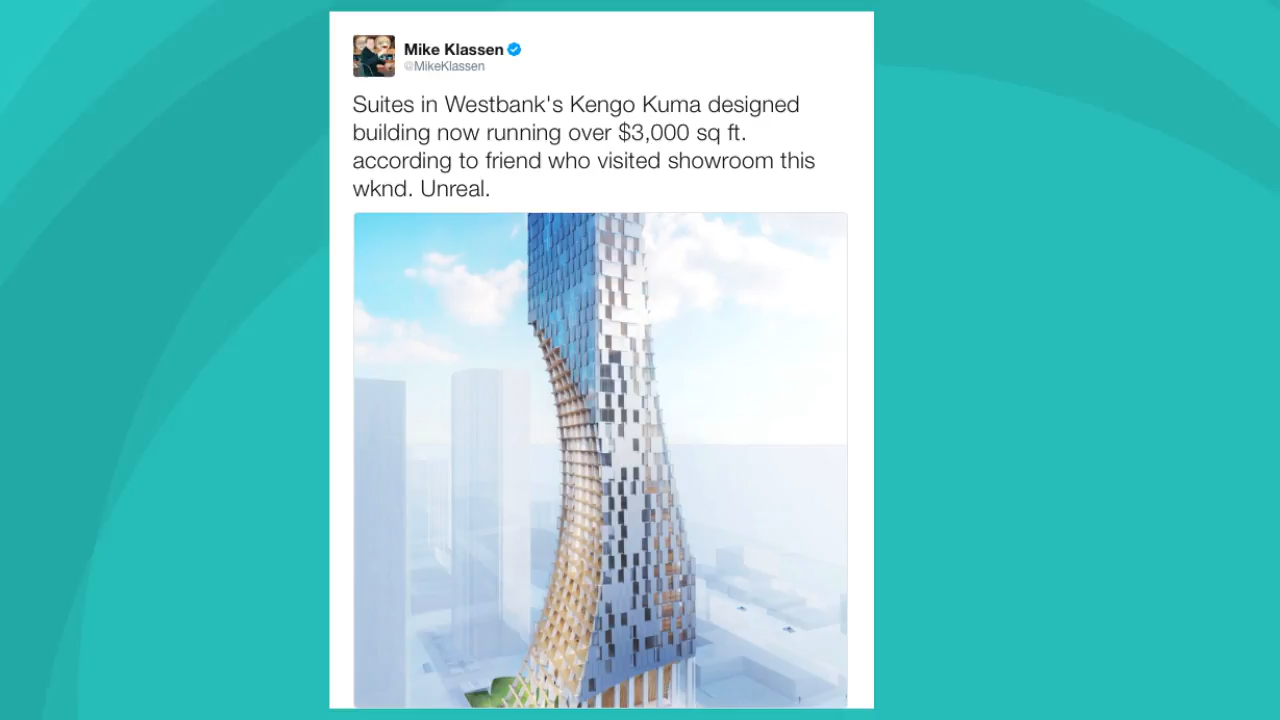 Mike Klassen
@MikeKlassen
Suites in Westbank's Kengo Kuma designed
building now running over $3,000 sq ft.
according to friend who visited showroom this
wknd. Unreal.